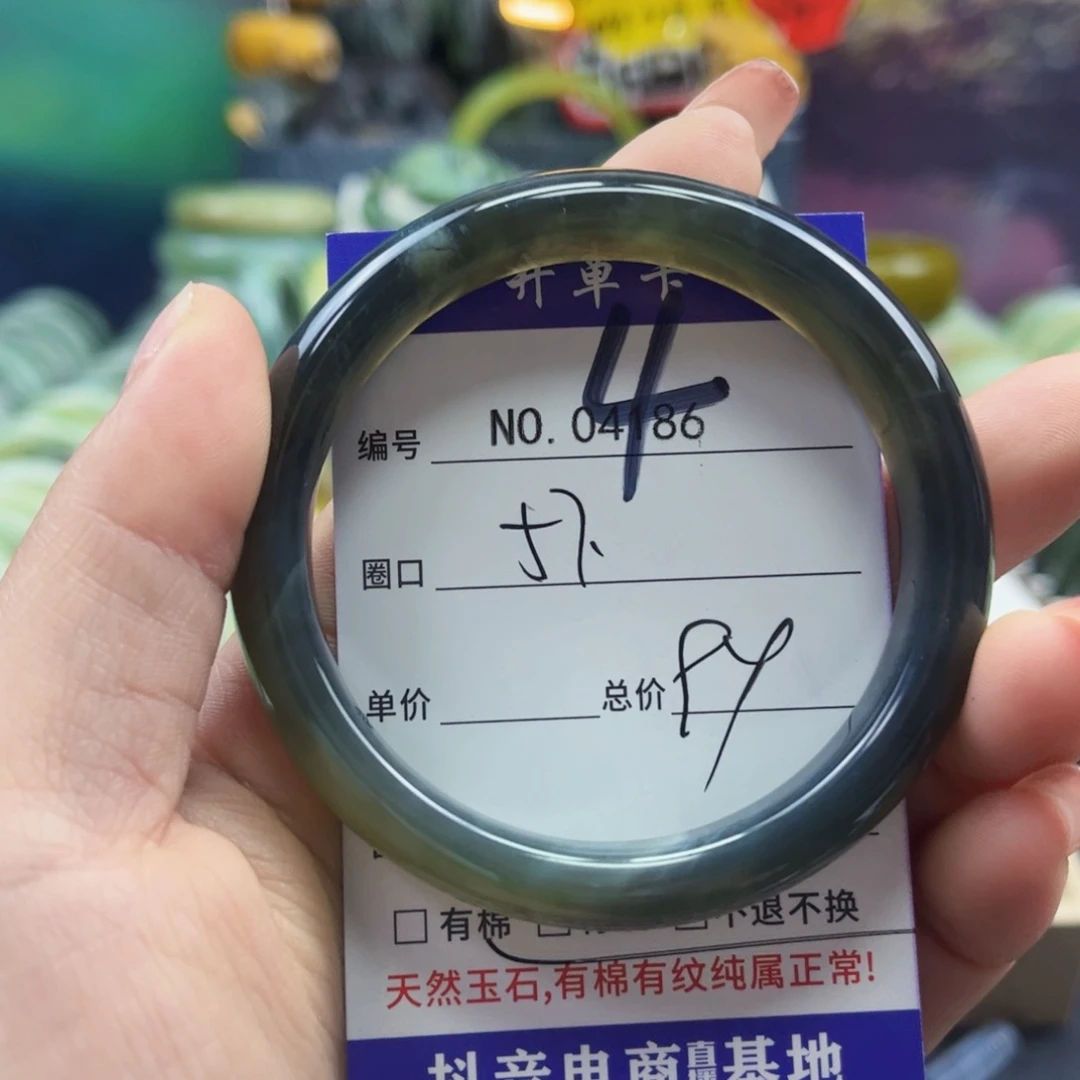 开单卡
4
编号 NO. 04186
圈口
单价 总价
有棉 不退不换
天然玉石,有棉有纹纯属正常!
抖音电商直播基地